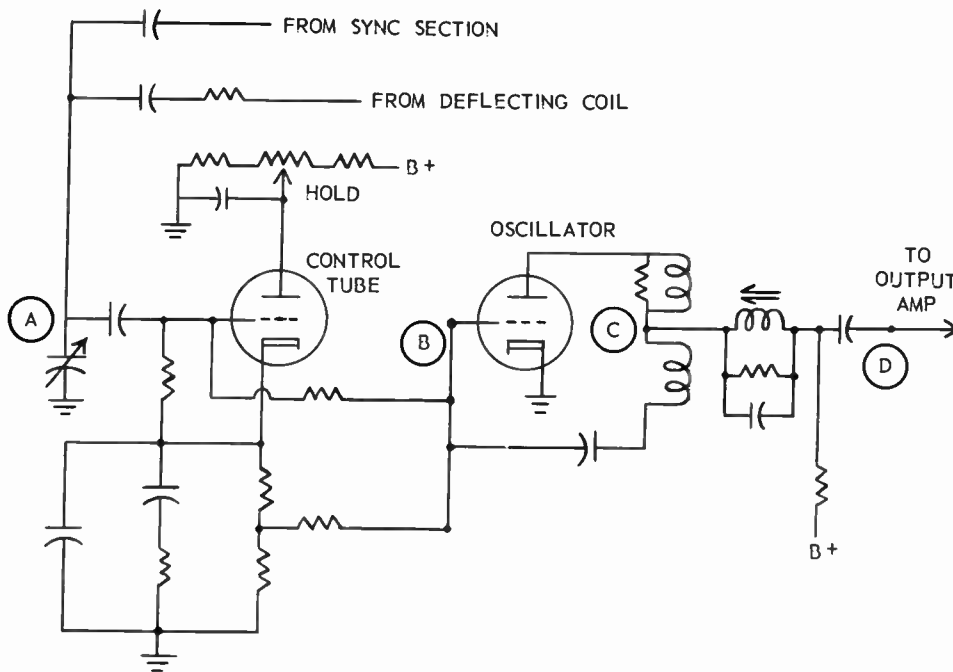 FROM SYNC SECTION
FROM DEFLECTING COIL
B+
HOLD
OSCILLATOR
CONTROL
TUBE
TO
OUTPUT
AMP
A
B
C
D
B+